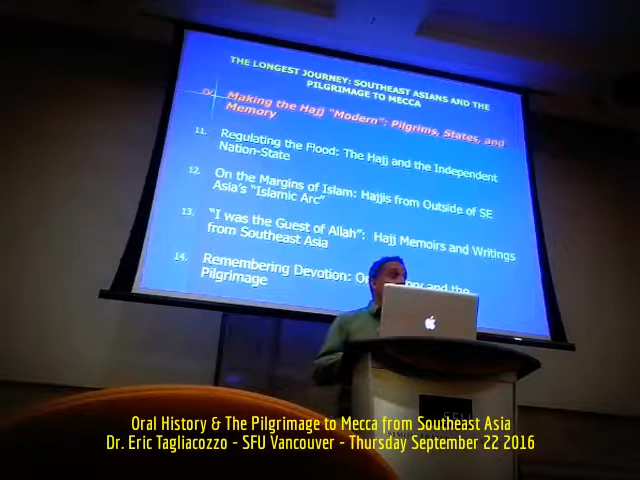 THE LONGEST JOURNEY: SOUTHEAST ASIANS AND THE
PILGRIMAGE TO MECCA
IV. Making the Hajj "Modern": Pilgrims, States, and
Memory
11. Regulating the Flood: The Hajj and the Independent
Nation-State
12. On the Margins of Islam: Hajjis from Outside of SE
Asia's "Islamic Arc"
13. "I was the Guest of Allah": Hajj Memoirs and Writings
from Southeast Asia
14. Remembering Devotion: and the
Pilgrimage
SFU
Oral History & The Pilgrimage to Mecca from Southeast Asia
Dr. Eric Tagliacozzo - SFU Vancouver - Thursday September 22 2016